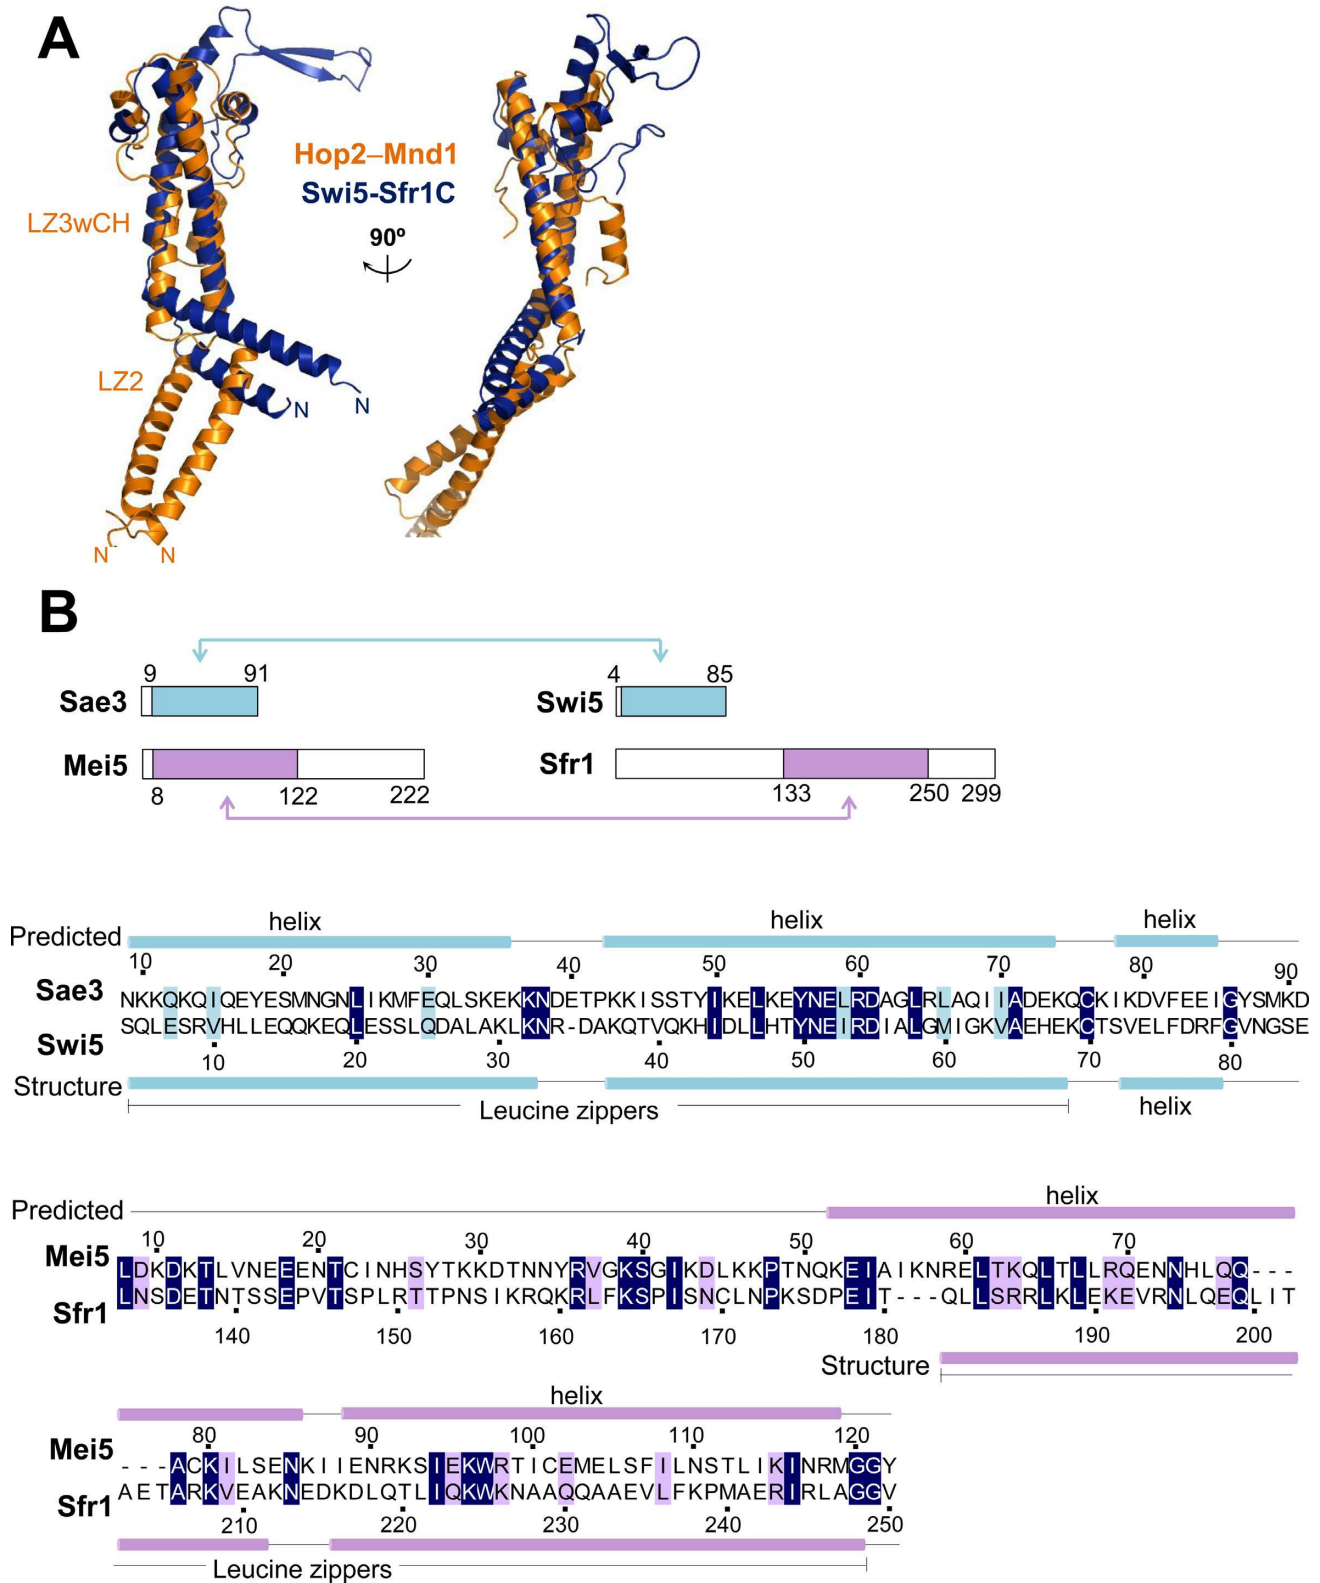 A
Hop2–Mnd1
Swi5-Sfr1C
90º
LZ3wCH
LZ2
N
N
N
N
B
9 91 4 85
Sae3 Swi5
Mei5 Sfr1
8 122 222 133 250 299
helix helix helix
Predicted
10 20 30 40 50 60 70 80 90
Sae3 NKKQKQIQEYESMNGNLIKMFEQLSKEKKNDETPKKISSTYIKELKEYNELRDAGLRLAQIIADEKQCKIKDVFEEIGYSMKD
Swi5 SQLESRVHLLEQQKEQLESSLQDALAKLKNR-DAKQTVQKHIDLLHTYNEIRDIALGMIGKVAEHEKCTSVELFDRFGVNGSE
10 20 30 40 50 60 70 80
Structure
Leucine zippers helix
helix
Predicted
10 20 30 40 50 60 70
Mei5 LDKDKTLVNEEENTCINHSYTKKDTNNYRVGKSGIKDLKKPTNQKEIAIKNRELTKQLTLLRQENNHLQQ---
Sfr1 LNSDETNTSSEPVTSPLRTTPNSIKRQKRLFKSPISNCLNPKSDPEIT---QLLSRRLKLEKEVRNLQEQLIT
140 150 160 170 180 190 200
Structure
helix
80 90 100 110 120
Mei5 ---ACKILSENKIIENRKSIEKWRTICEMELSFILNSTLIKINRMGGY
Sfr1 AETARKVEAKNEDKDLQTLIQKWKNAAQQAAEVLFKPMAERIRLAGGV
210 220 230 240 250
Leucine zippers